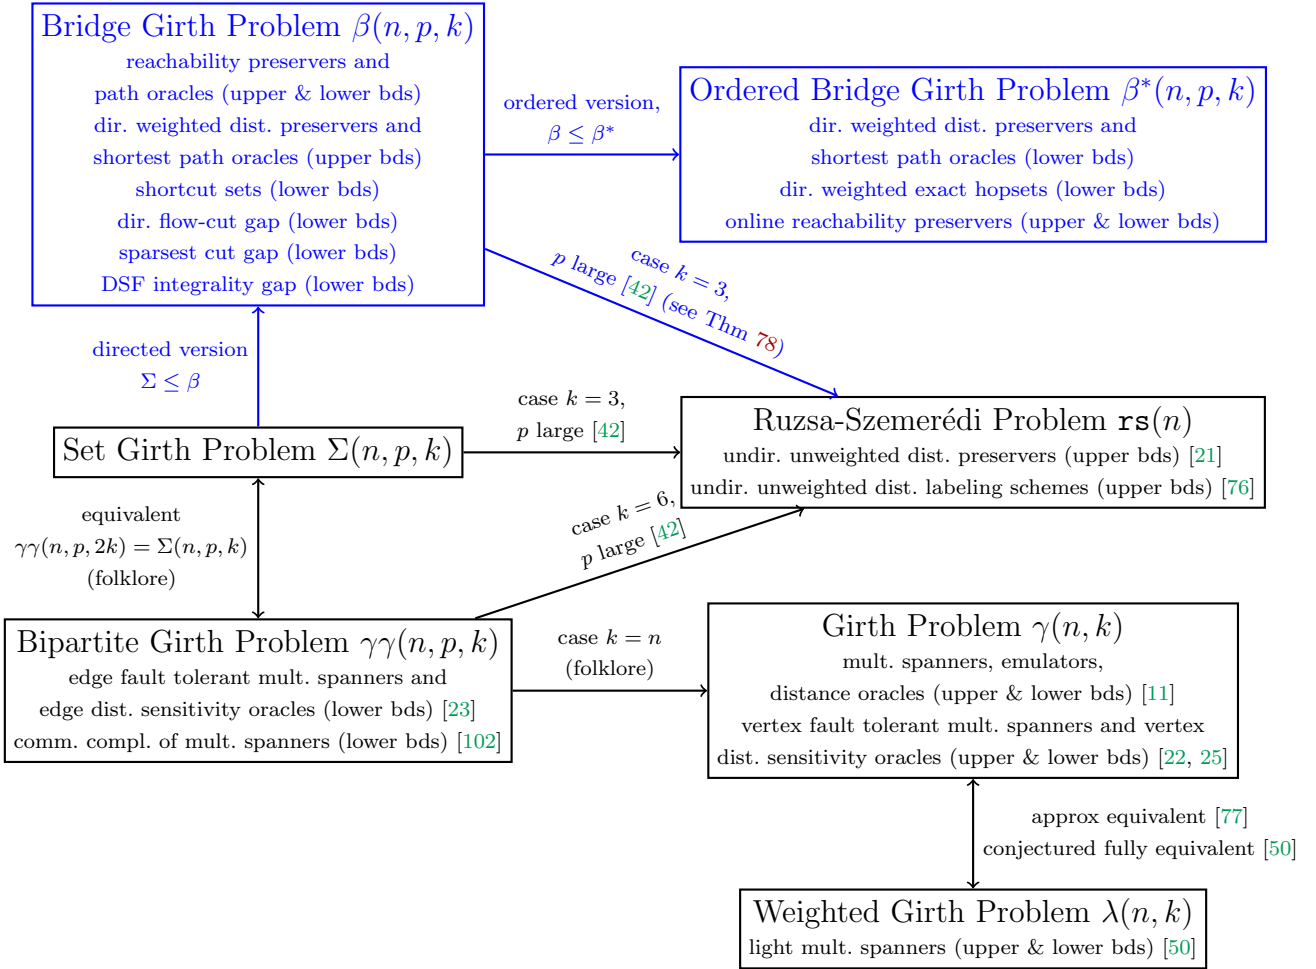 Bridge Girth Problem β(n, p, k)
reachability preservers and
path oracles (upper & lower bds)
dir. weighted dist. preservers and
shortest path oracles (upper bds)
shortcut sets (lower bds)
dir. flow-cut gap (lower bds)
sparsest cut gap (lower bds)
DSF integrality gap (lower bds)
ordered version,
β ≤ β*
Ordered Bridge Girth Problem β*(n, p, k)
dir. weighted dist. preservers and
shortest path oracles (lower bds)
dir. weighted exact hopsets (lower bds)
online reachability preservers (upper & lower bds)
case k = 3,
p large [42] (see Thm 78)
directed version
Σ ≤ β
Set Girth Problem Σ(n, p, k)
case k = 3,
p large [42]
Ruzsa-Szemerédi Problem rs(n)
undir. unweighted dist. preservers (upper bds) [21]
undir. unweighted dist. labeling schemes (upper bds) [76]
equivalent
γγ(n, p, 2k) = Σ(n, p, k)
(folklore)
case k = 6,
p large [42]
Bipartite Girth Problem γγ(n, p, k)
edge fault tolerant mult. spanners and
edge dist. sensitivity oracles (lower bds) [23]
comm. compl. of mult. spanners (lower bds) [102]
case k = n
(folklore)
Girth Problem γ(n, k)
mult. spanners, emulators,
distance oracles (upper & lower bds) [11]
vertex fault tolerant mult. spanners and vertex
dist. sensitivity oracles (upper & lower bds) [22, 25]
approx equivalent [77]
conjectured fully equivalent [50]
Weighted Girth Problem λ(n, k)
light mult. spanners (upper & lower bds) [50]